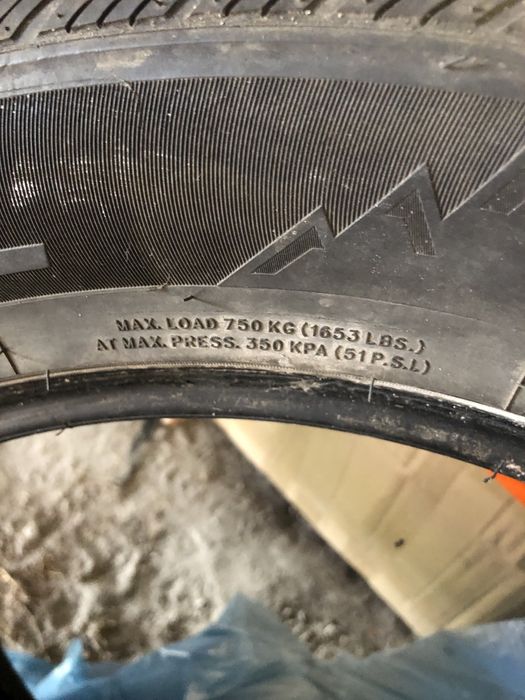 MAX. LOAD 750 KG (1653 LBS.)
AT MAX. PRESS. 350 KPA (51 P.S.I.)